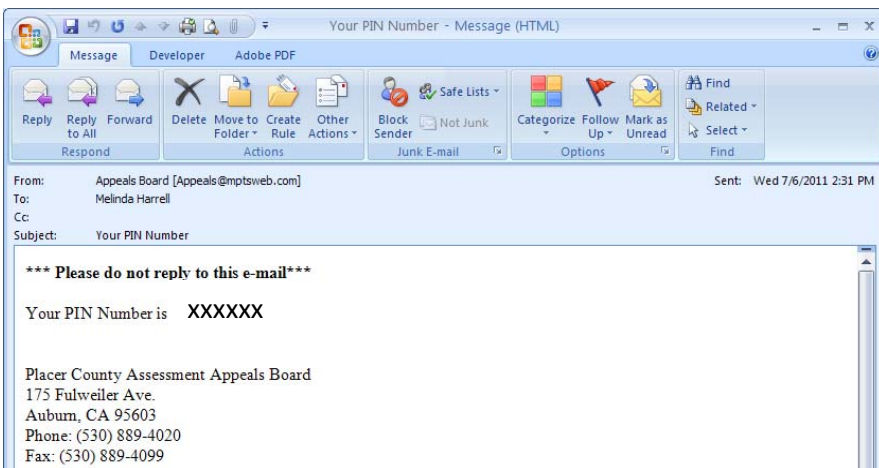 Your PIN Number - Message (HTML)
Message Developer Adobe PDF
Reply
Reply to All
Forward
Delete
Move to Folder
Create Rule
Other Actions
Block Sender
Safe Lists
Not Junk
Categorize
Follow Up
Mark as Unread
Find
Related
Select
Respond Actions Junk E-mail Options Find
From: Appeals Board [Appeals@mptsweb.com] Sent: Wed 7/6/2011 2:31 PM
To: Melinda Harrell
Cc:
Subject: Your PIN Number
*** Please do not reply to this e-mail***
Your PIN Number is XXXXXX
Placer County Assessment Appeals Board
175 Fulweiler Ave.
Auburn, CA 95603
Phone: (530) 889-4020
Fax: (530) 889-4099